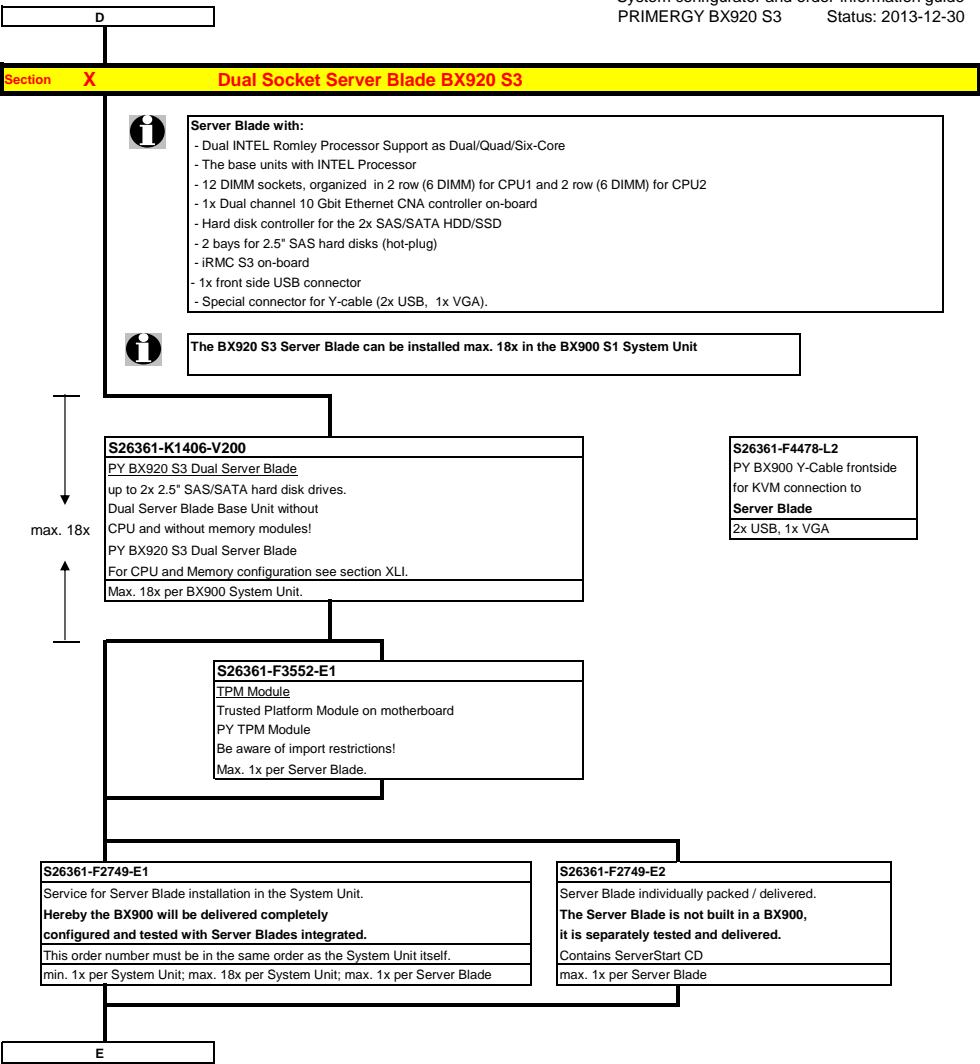 System configurator and order-information guide
PRIMERGY BX920 S3 Status: 2013-12-30
D
Section X Dual Socket Server Blade BX920 S3
Server Blade with:
- Dual INTEL Romley Processor Support as Dual/Quad/Six-Core
- The base units with INTEL Processor
- 12 DIMM sockets, organized in 2 row (6 DIMM) for CPU1 and 2 row (6 DIMM) for CPU2
- 1x Dual channel 10 Gbit Ethernet CNA controller on-board
- Hard disk controller for the 2x SAS/SATA HDD/SSD
- 2 bays for 2.5" SAS hard disks (hot-plug)
- iRMC S3 on-board
- 1x front side USB connector
- Special connector for Y-cable (2x USB, 1x VGA).
The BX920 S3 Server Blade can be installed max. 18x in the BX900 S1 System Unit
max. 18x
S26361-K1406-V200
PY BX920 S3 Dual Server Blade
up to 2x 2.5" SAS/SATA hard disk drives.
Dual Server Blade Base Unit without
CPU and without memory modules!
PY BX920 S3 Dual Server Blade
For CPU and Memory configuration see section XLI.
Max. 18x per BX900 System Unit.
S26361-F4478-L2
PY BX900 Y-Cable frontside
for KVM connection to
Server Blade
2x USB, 1x VGA
S26361-F3552-E1
TPM Module
Trusted Platform Module on motherboard
PY TPM Module
Be aware of import restrictions!
Max. 1x per Server Blade.
S26361-F2749-E1
Service for Server Blade installation in the System Unit.
Hereby the BX900 will be delivered completely
configured and tested with Server Blades integrated.
This order number must be in the same order as the System Unit itself.
min. 1x per System Unit; max. 18x per System Unit; max. 1x per Server Blade
S26361-F2749-E2
Server Blade individually packed / delivered.
The Server Blade is not built in a BX900,
it is separately tested and delivered.
Contains ServerStart CD
max. 1x per Server Blade
E